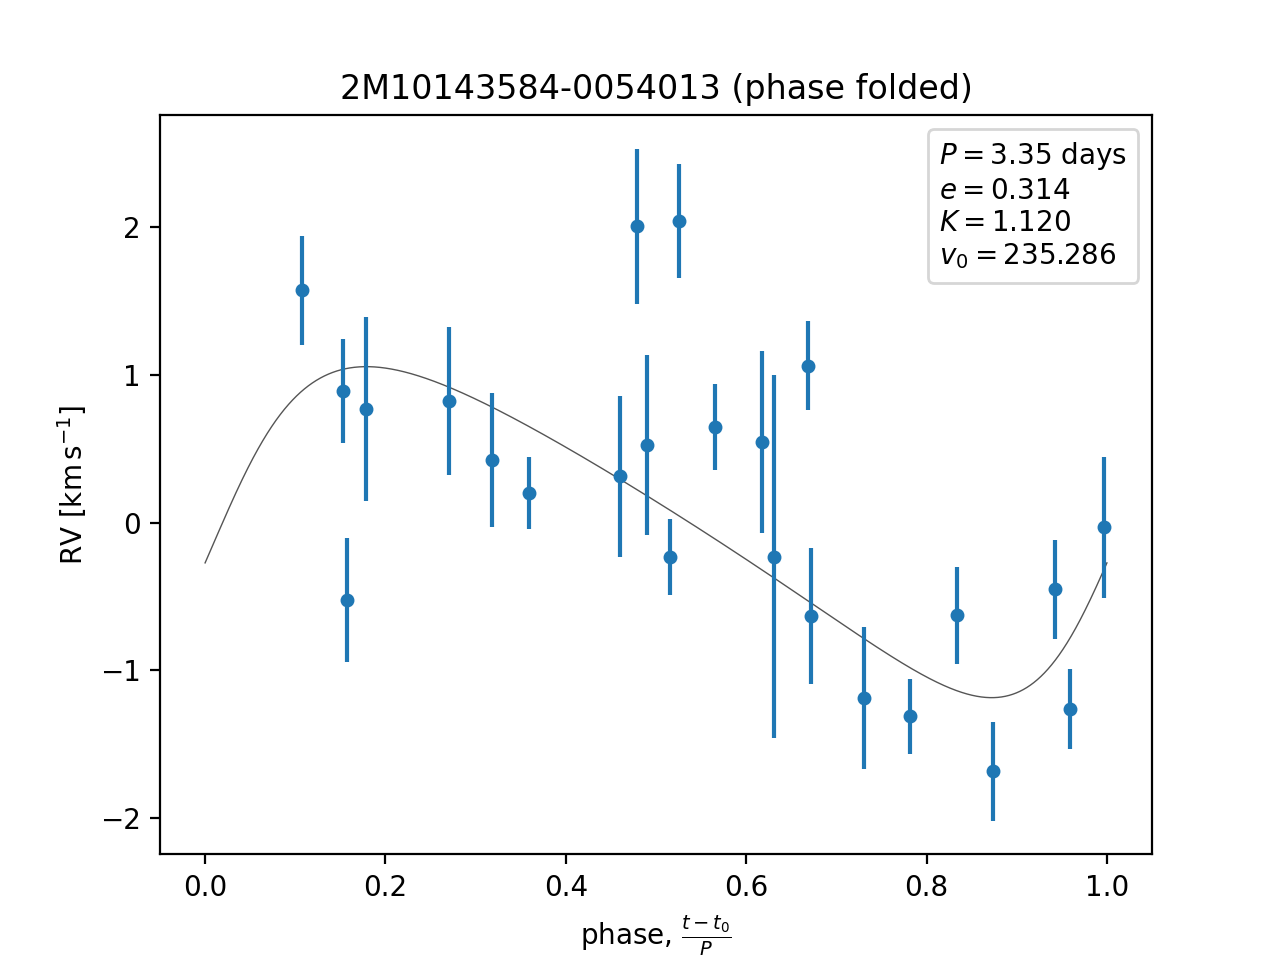 2M10143584-0054013 (phase folded)
P = 3.35 days
e = 0.314
K = 1.120
v₀ = 235.286
RV [km s⁻¹]
2
1
0
−1
−2
0.0 0.2 0.4 0.6 0.8 1.0
phase, (t − t₀)/P